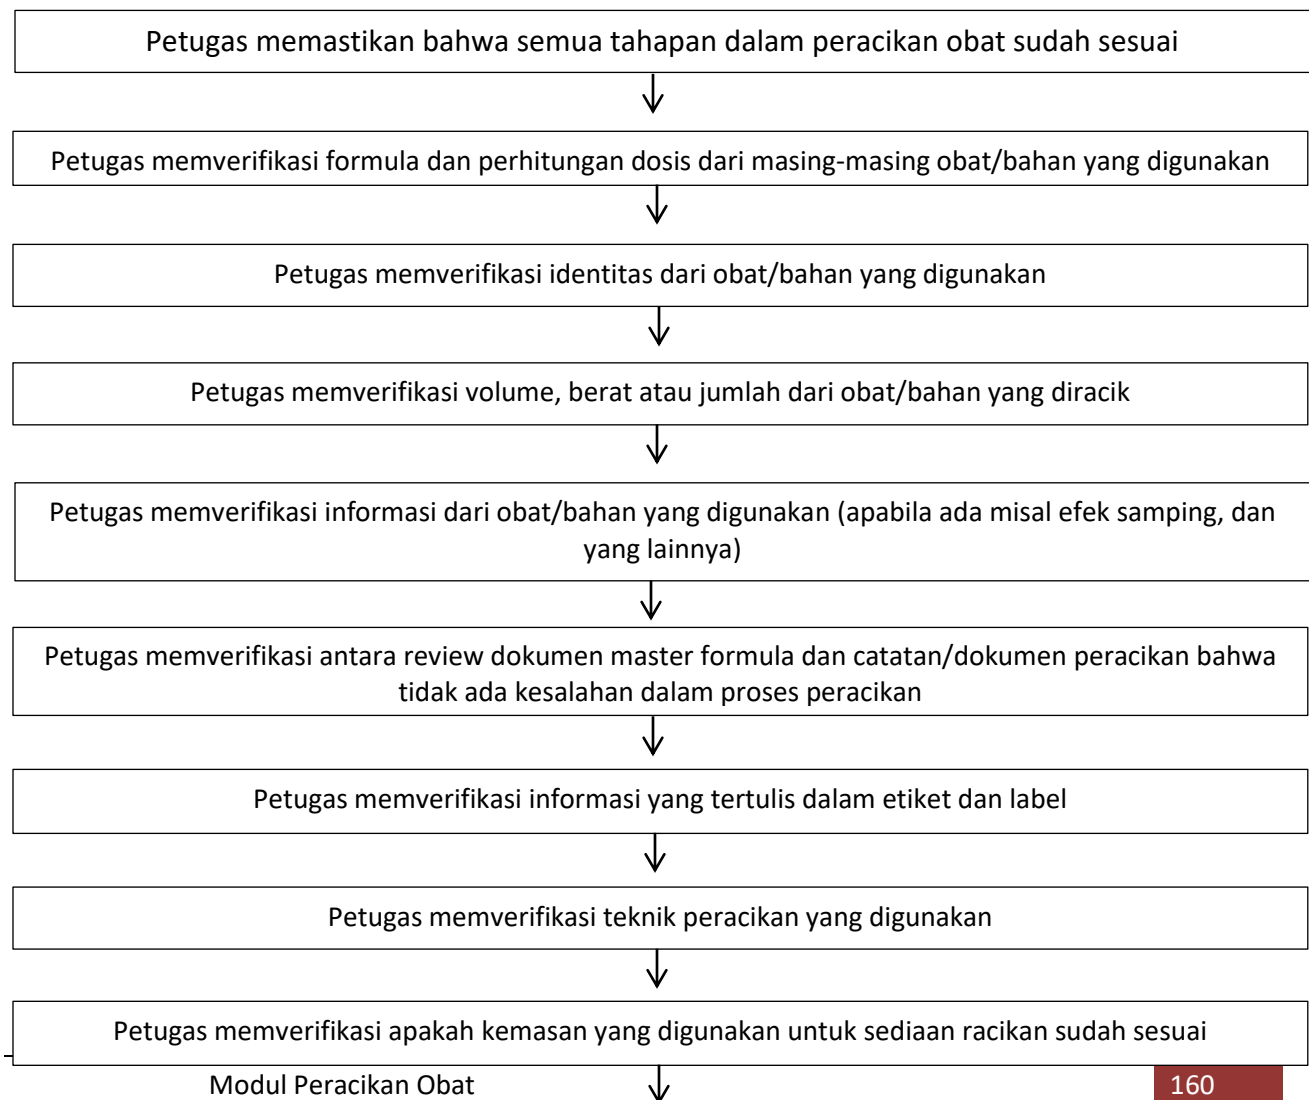 Petugas memastikan bahwa semua tahapan dalam peracikan obat sudah sesuai
Petugas memverifikasi formula dan perhitungan dosis dari masing-masing obat/bahan yang digunakan
Petugas memverifikasi identitas dari obat/bahan yang digunakan
Petugas memverifikasi volume, berat atau jumlah dari obat/bahan yang diracik
Petugas memverifikasi informasi dari obat/bahan yang digunakan (apabila ada misal efek samping, dan
yang lainnya)
Petugas memverifikasi antara review dokumen master formula dan catatan/dokumen peracikan bahwa
tidak ada kesalahan dalam proses peracikan
Petugas memverifikasi informasi yang tertulis dalam etiket dan label
Petugas memverifikasi teknik peracikan yang digunakan
Petugas memverifikasi apakah kemasan yang digunakan untuk sediaan racikan sudah sesuai
Modul Peracikan Obat 160